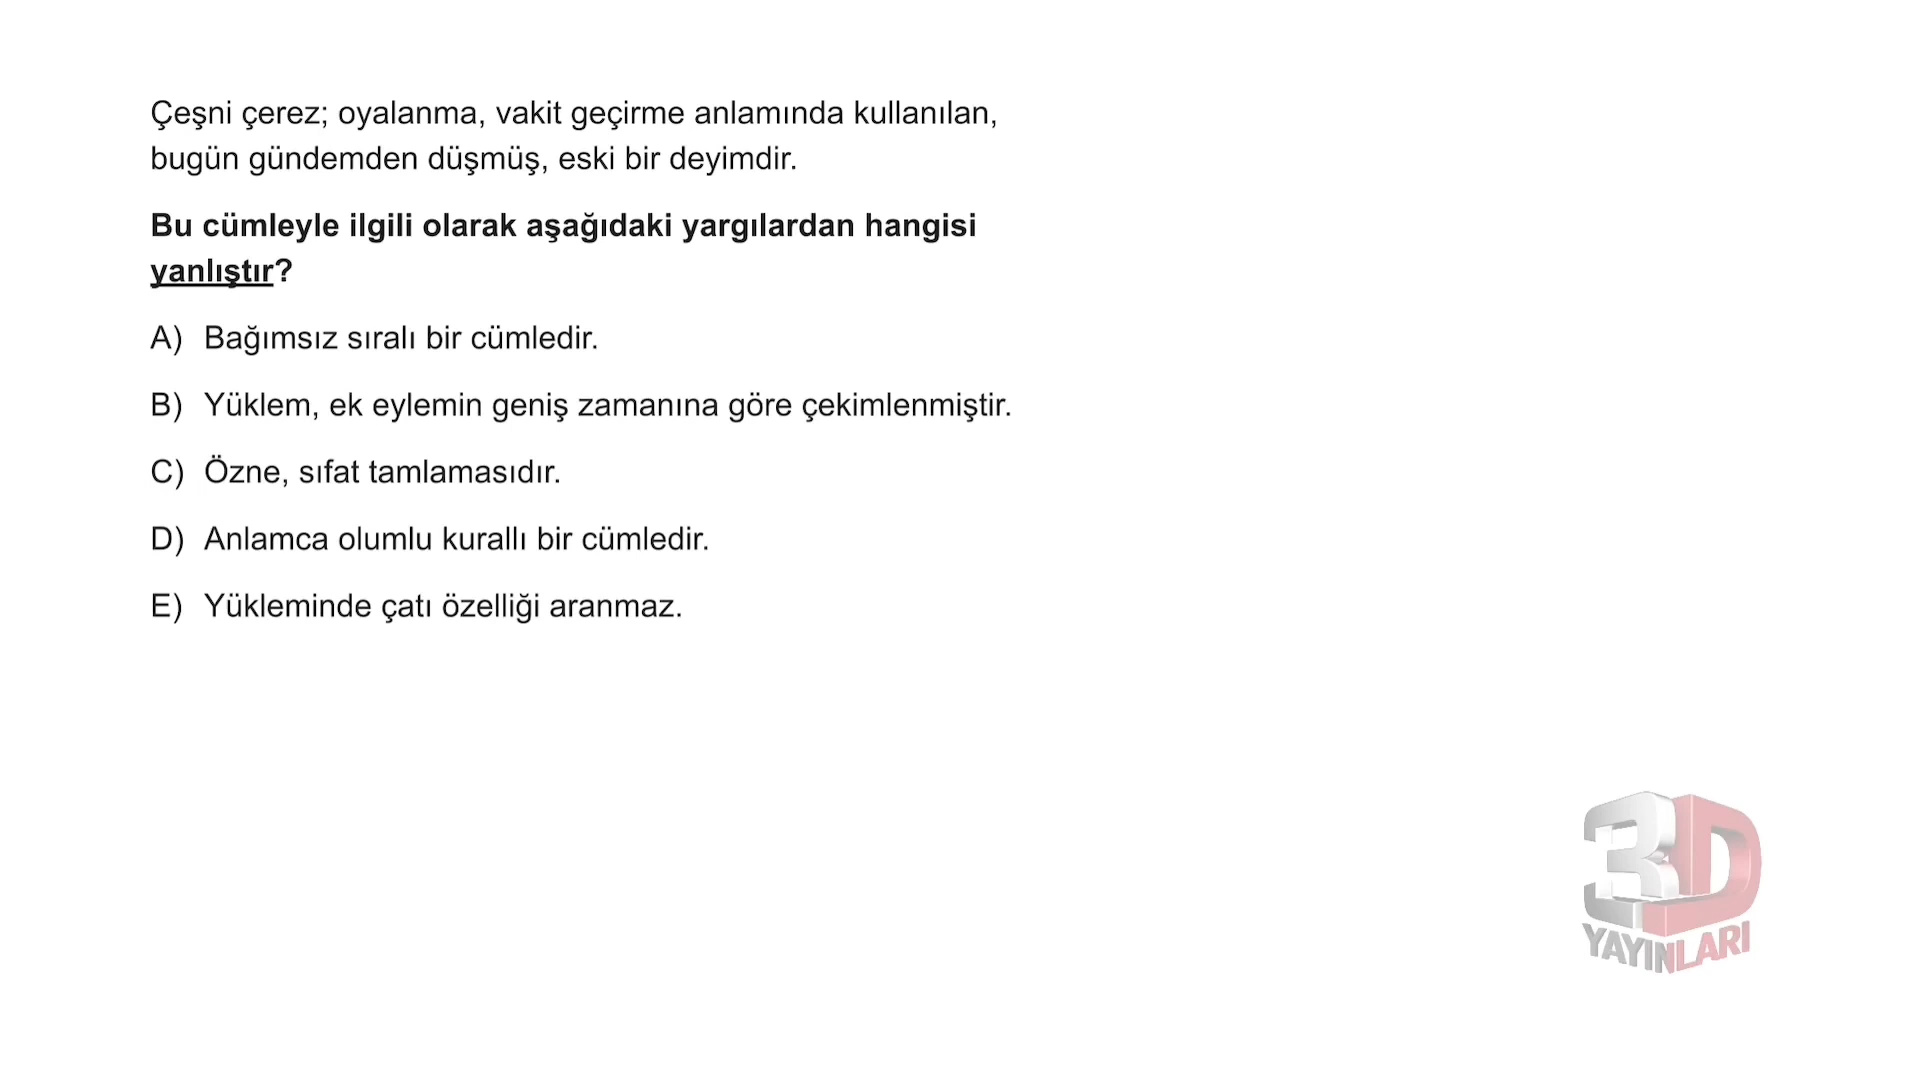 Çeşni çerez; oyalanma, vakit geçirme anlamında kullanılan,
bugün gündemden düşmüş, eski bir deyimdir.
Bu cümleyle ilgili olarak aşağıdaki yargılardan hangisi
yanlıştır?
A) Bağımsız sıralı bir cümledir.
B) Yüklem, ek eylemin geniş zamanına göre çekimlenmiştir.
C) Özne, sıfat tamlamasıdır.
D) Anlamca olumlu kurallı bir cümledir.
E) Yükleminde çatı özelliği aranmaz.
3D
YAYINLARI